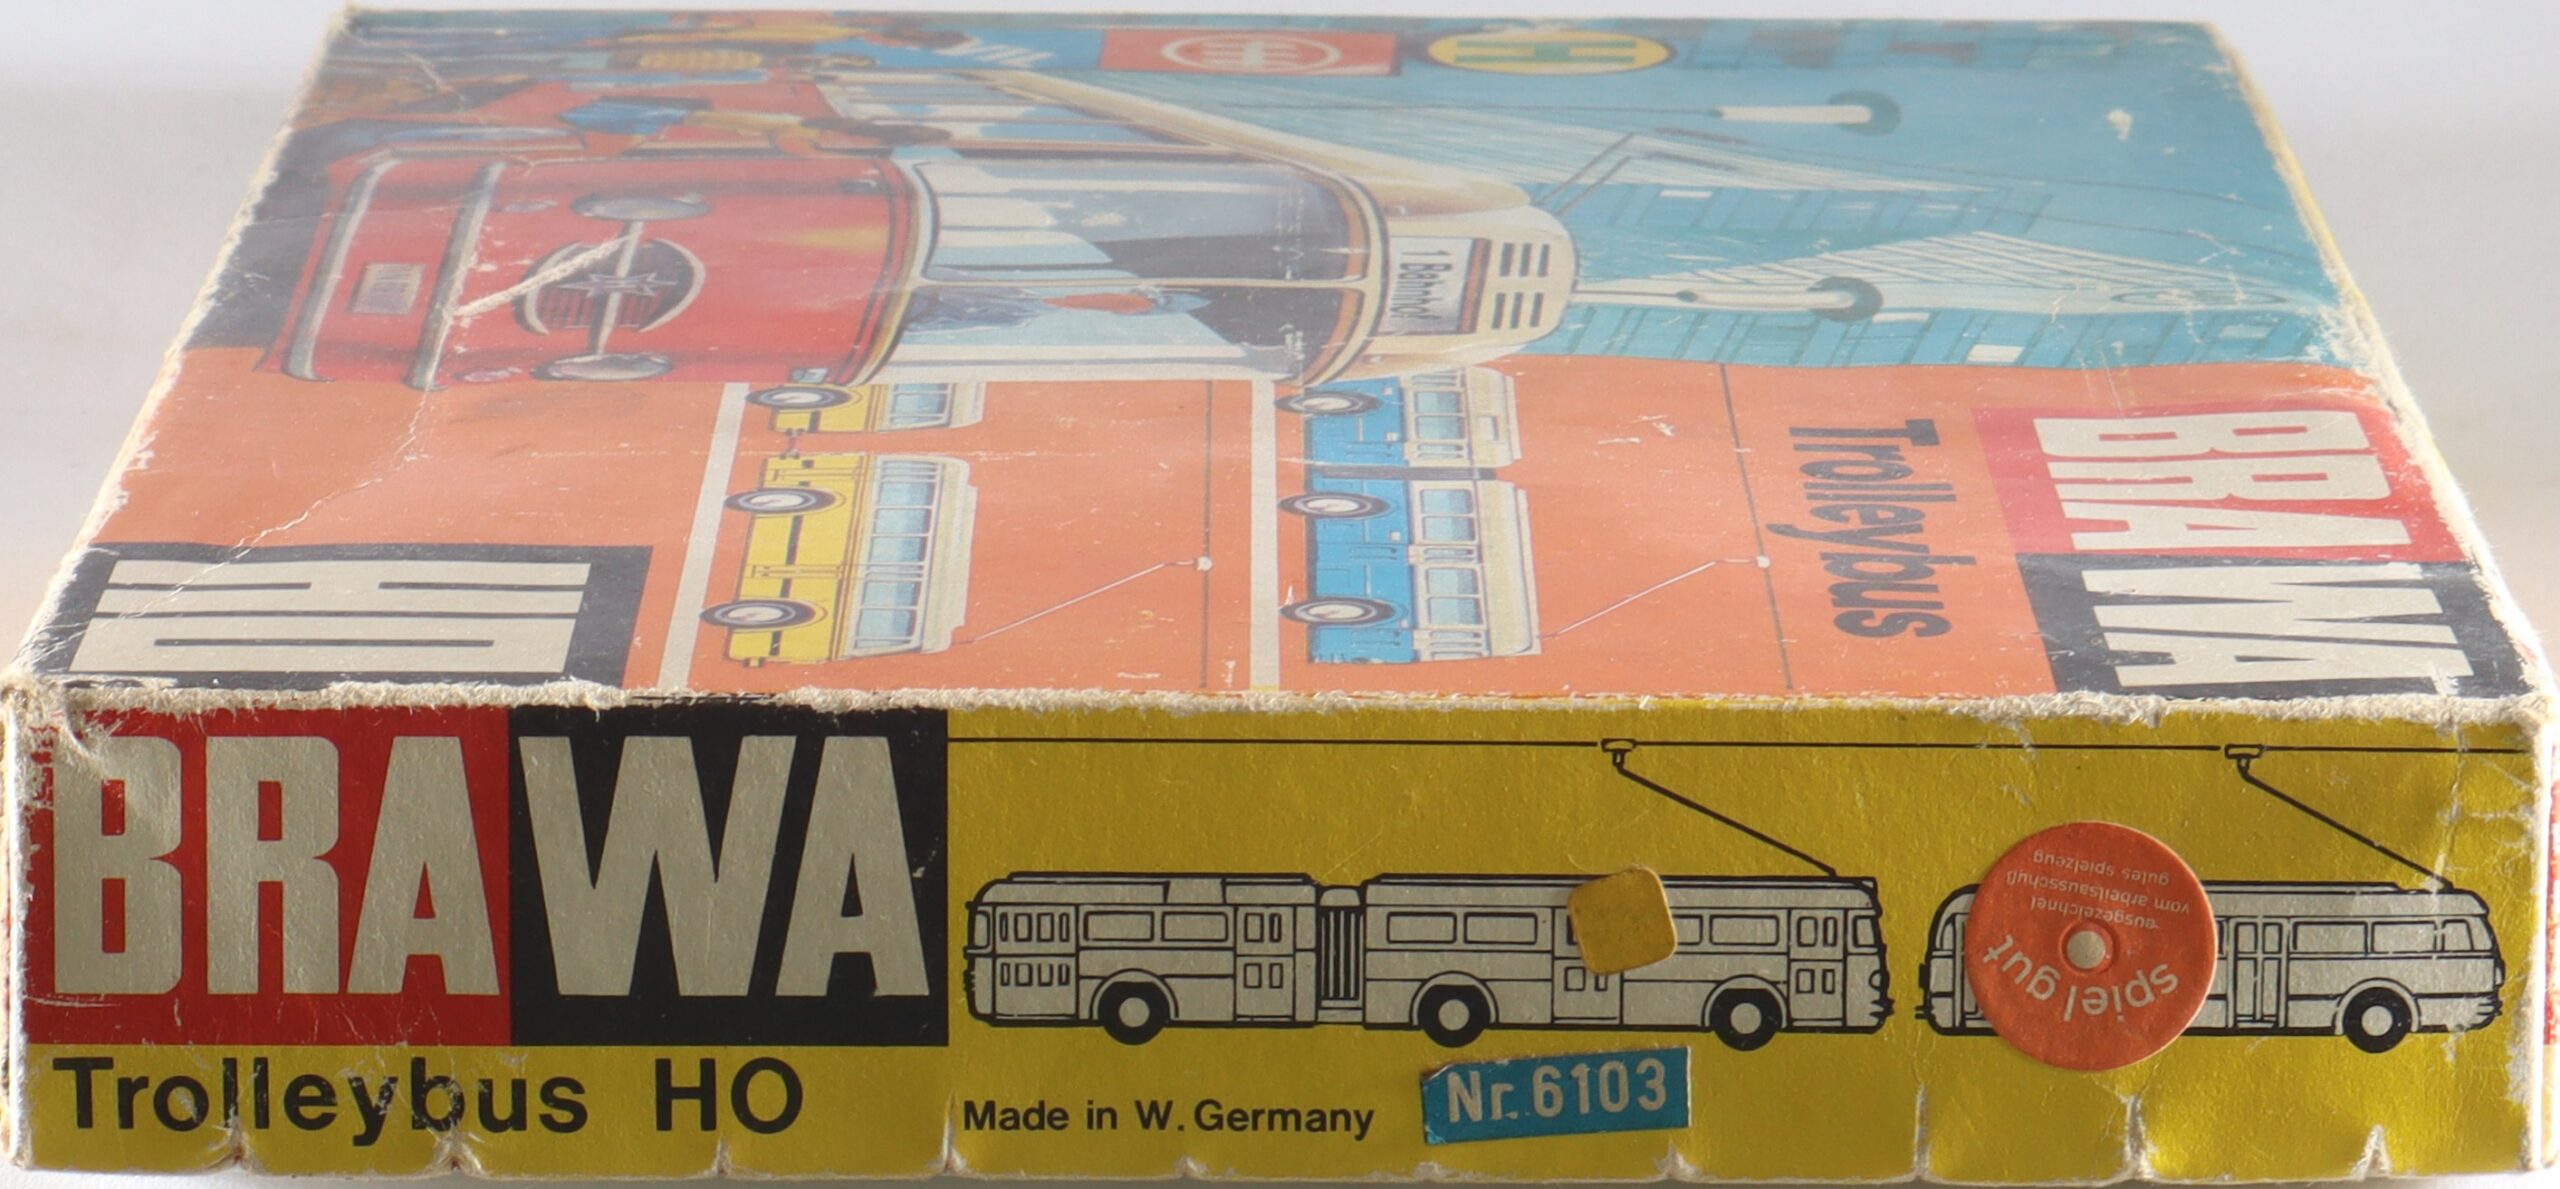 H
1 Bahnhof
BRAWA
Trolleybus
HO
BRAWA
Trolleybus HO
Made in W. Germany
Nr. 6103
spiel gut
ausgezeichnet
vom arbeitsausschuß
gutes spielzeug